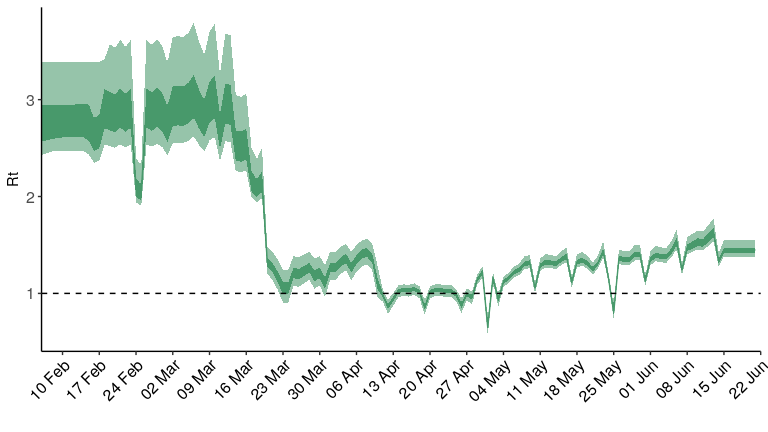 Rt
3
2
1
10 Feb
17 Feb
24 Feb
02 Mar
09 Mar
16 Mar
23 Mar
30 Mar
06 Apr
13 Apr
20 Apr
27 Apr
04 May
11 May
18 May
25 May
01 Jun
08 Jun
15 Jun
22 Jun